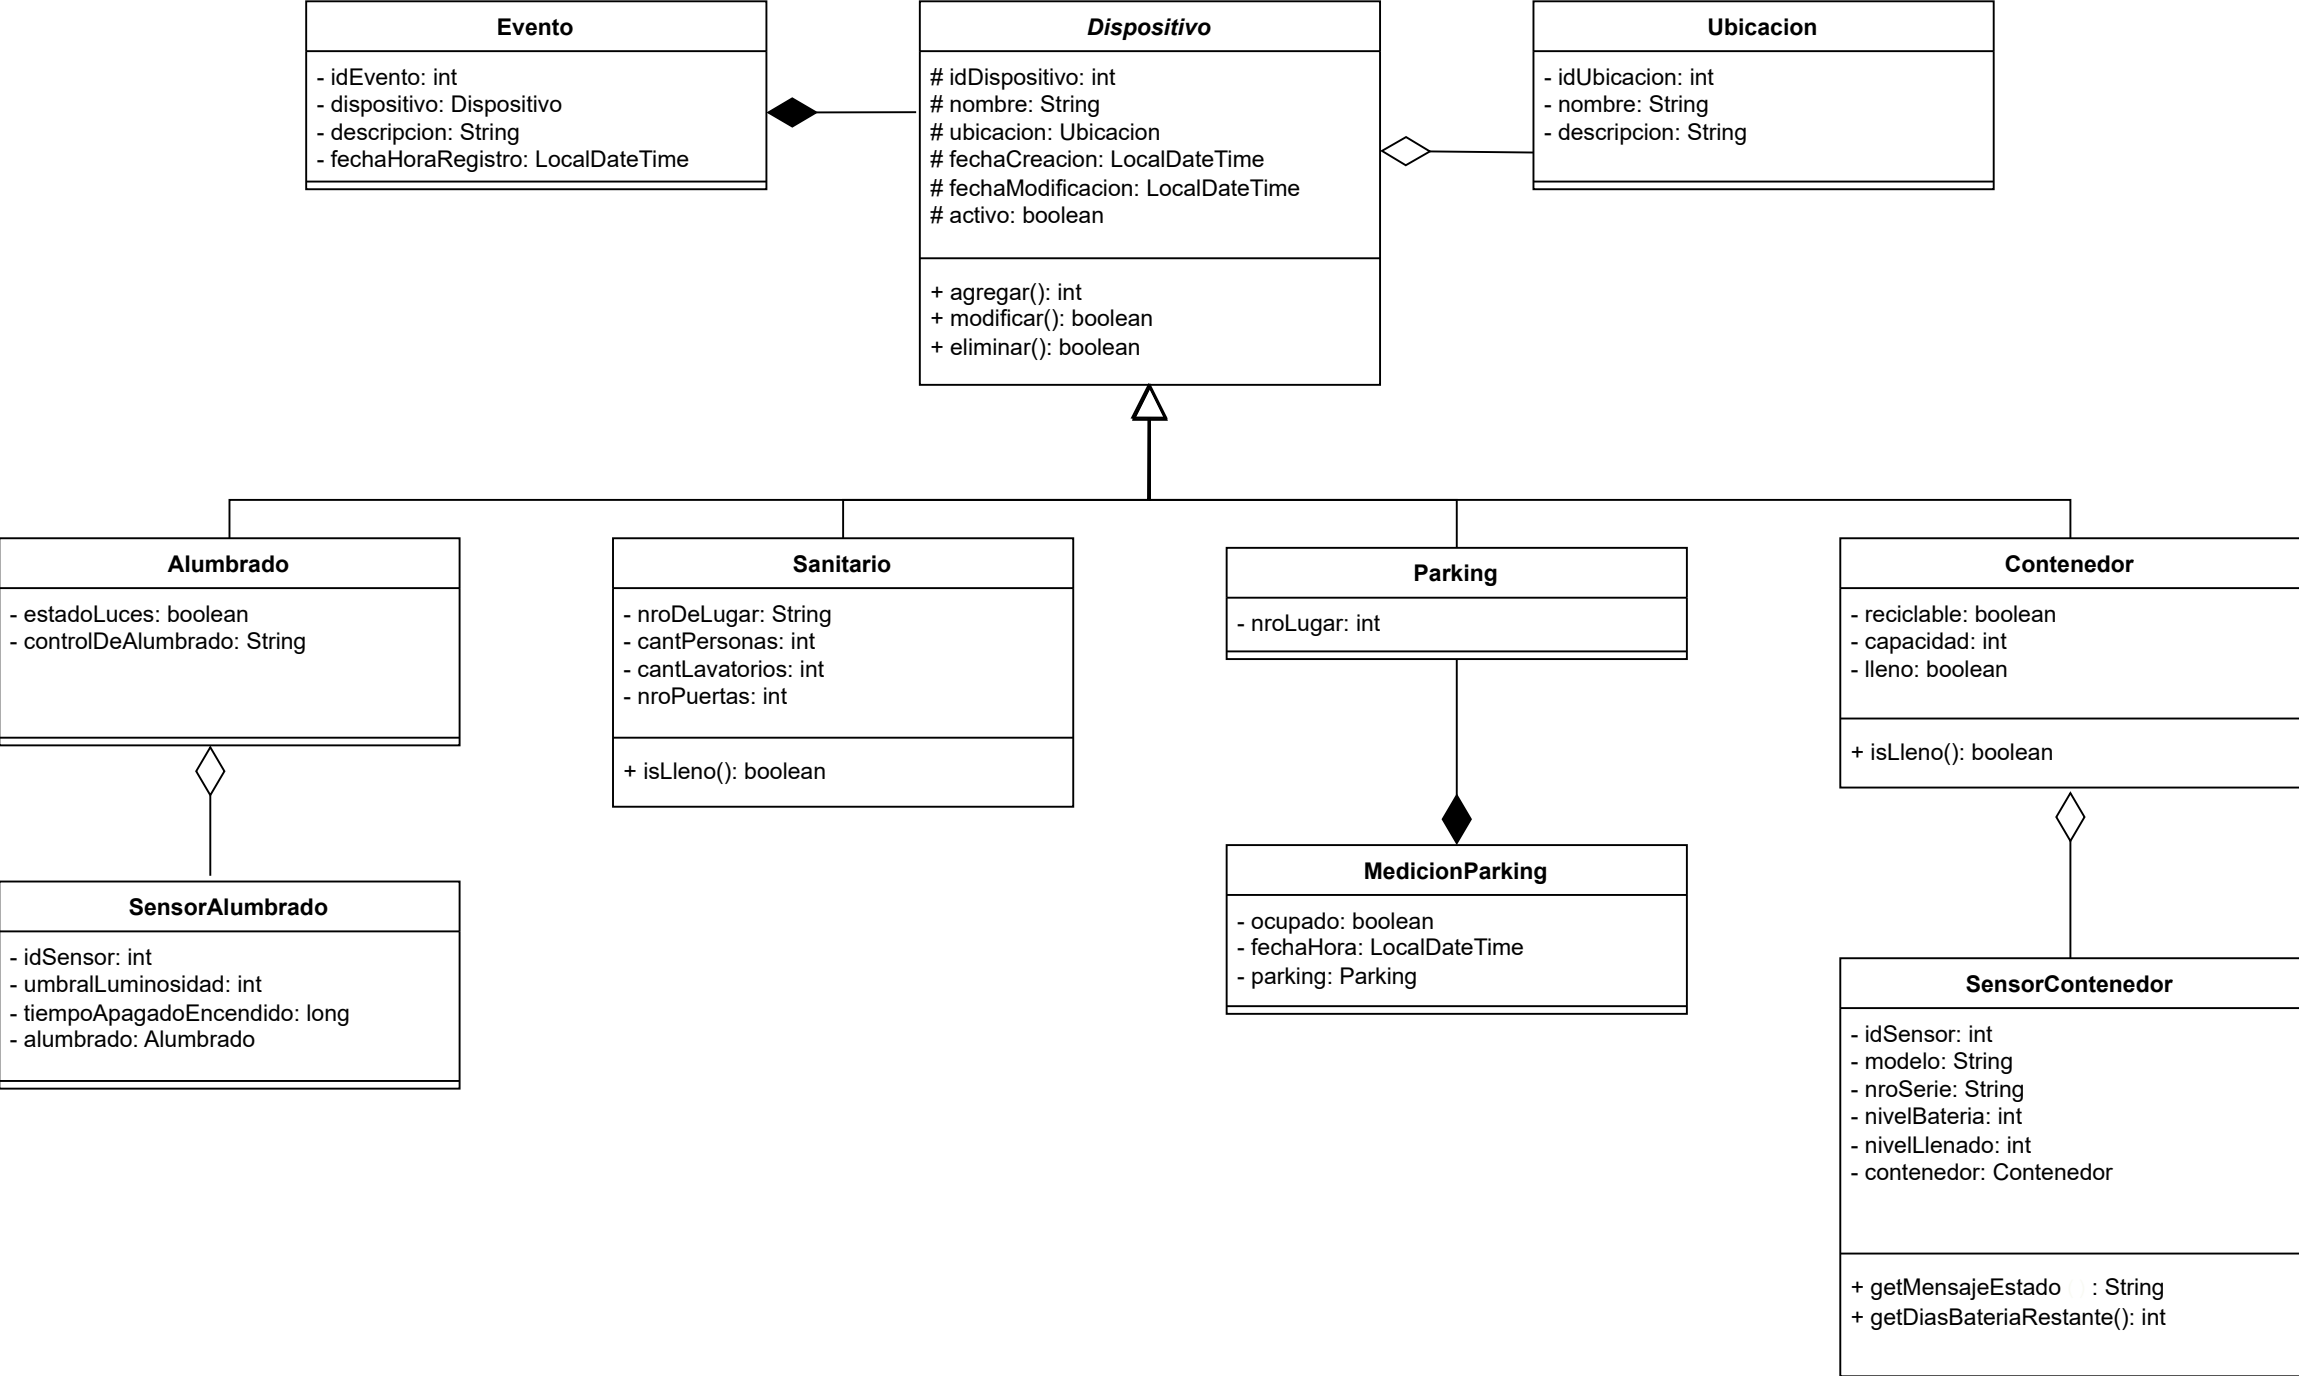 Evento
- idEvento: int
- dispositivo: Dispositivo
- descripcion: String
- fechaHoraRegistro: LocalDateTime
Dispositivo
# idDispositivo: int
# nombre: String
# ubicacion: Ubicacion
# fechaCreacion: LocalDateTime
# fechaModificacion: LocalDateTime
# activo: boolean
+ agregar(): int
+ modificar(): boolean
+ eliminar(): boolean
Ubicacion
- idUbicacion: int
- nombre: String
- descripcion: String
Alumbrado
- estadoLuces: boolean
- controlDeAlumbrado: String
Sanitario
- nroDeLugar: String
- cantPersonas: int
- cantLavatorios: int
- nroPuertas: int
+ isLleno(): boolean
Parking
- nroLugar: int
Contenedor
- reciclable: boolean
- capacidad: int
- lleno: boolean
+ isLleno(): boolean
SensorAlumbrado
- idSensor: int
- umbralLuminosidad: int
- tiempoApagadoEncendido: long
- alumbrado: Alumbrado
MedicionParking
- ocupado: boolean
- fechaHora: LocalDateTime
- parking: Parking
SensorContenedor
- idSensor: int
- modelo: String
- nroSerie: String
- nivelBateria: int
- nivelLlenado: int
- contenedor: Contenedor
+ getMensajeEstado : String
+ getDiasBateriaRestante(): int